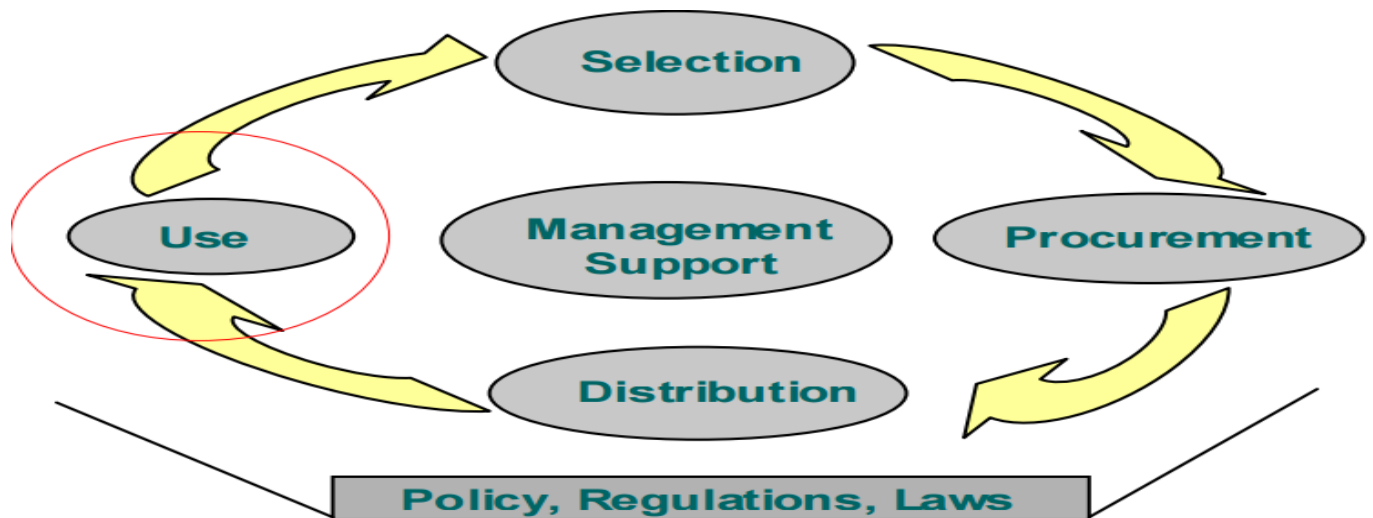 Selection
Use
Management
Support
Procurement
Distribution
Policy, Regulations, Laws